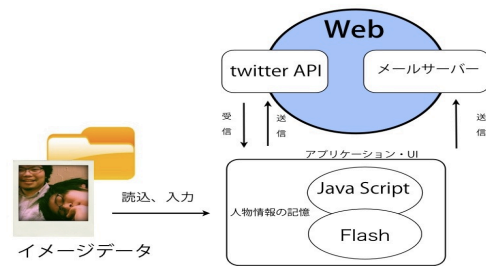 Web
twitter API
メールサーバー
受信
送信
送信
アプリケーション・UI
Java Script
読込、入力
人物情報の記憶
Flash
イメージデータ